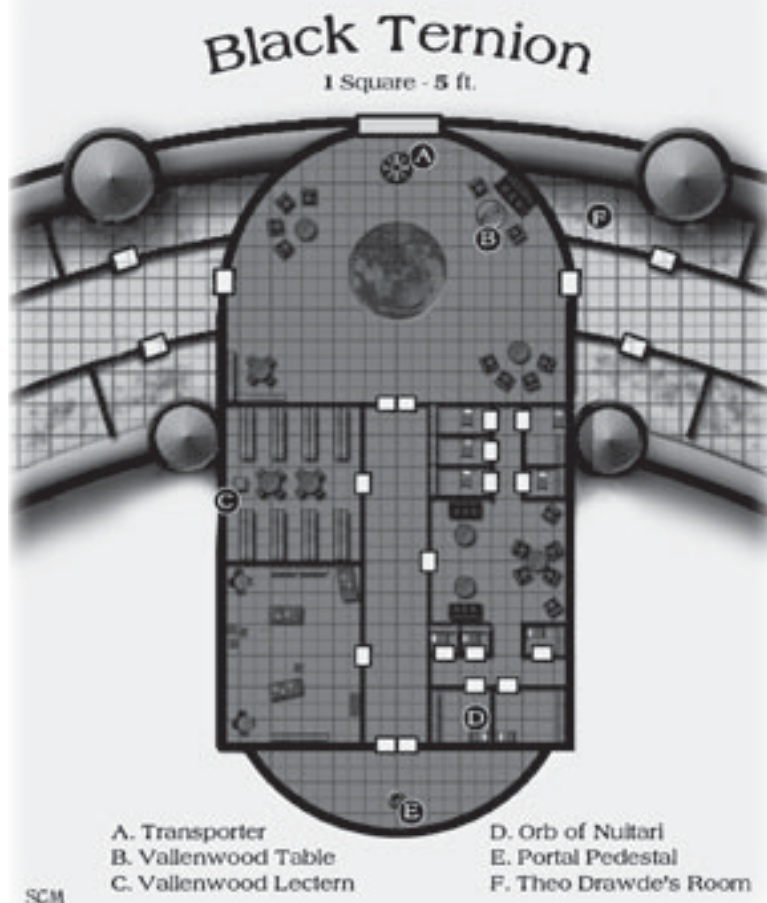 Black Ternion
1 Square - 5 ft.
A
B
F
C
D
E
A. Transporter
B. Vallenwood Table
C. Vallenwood Lectern
D. Orb of Nuitari
E. Portal Pedestal
F. Theo Drawde's Room
SCM